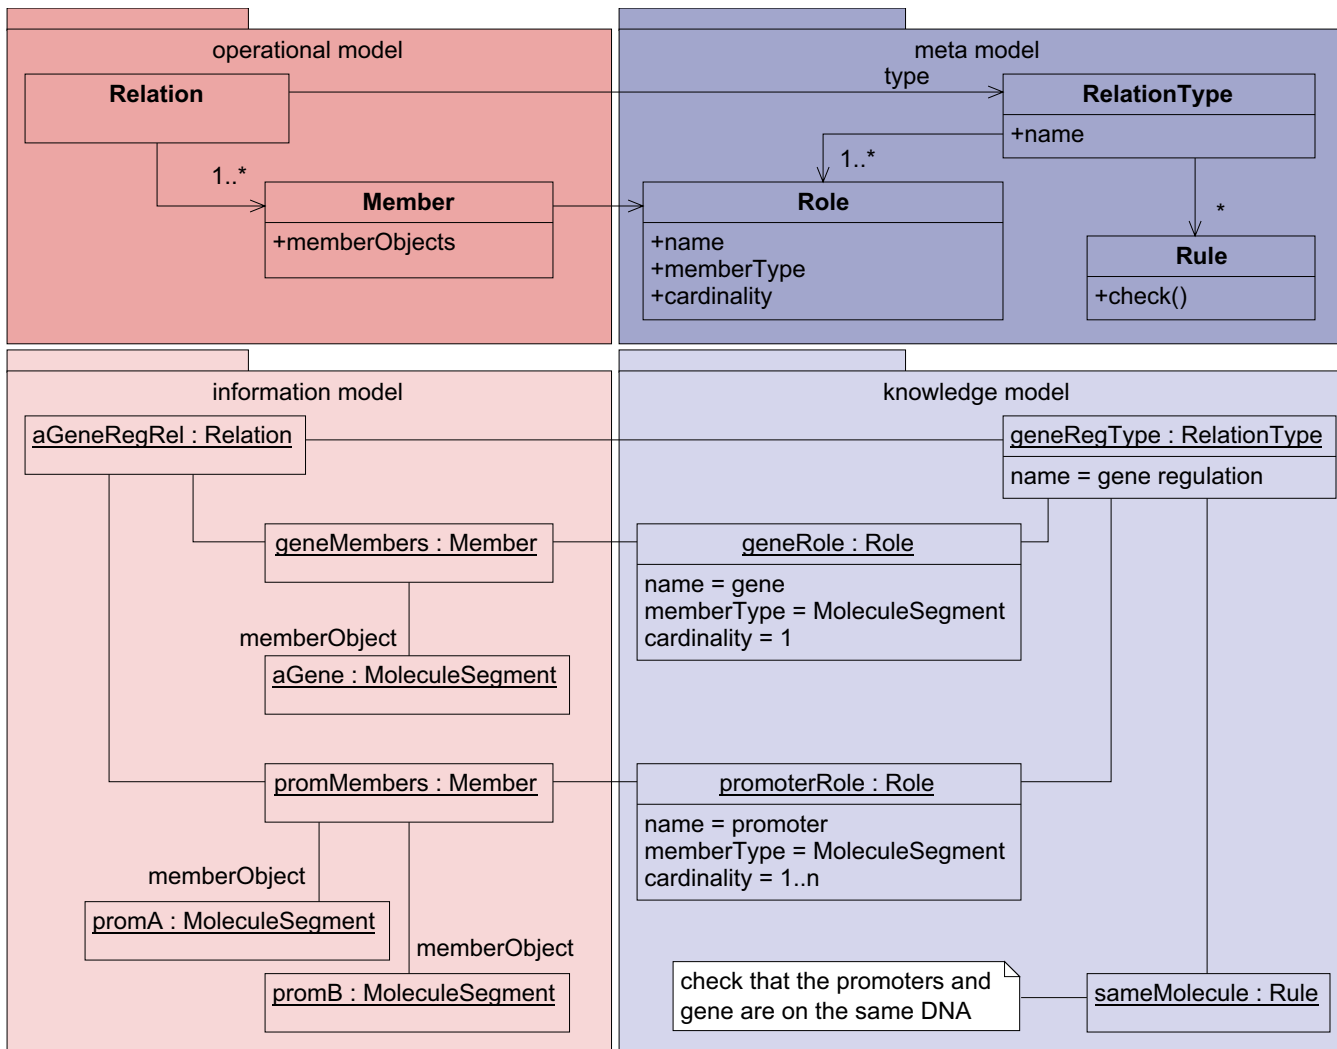 operational model
Relation
1..*
Member
+memberObjects
meta model
type
RelationType
+name
1..*
Role
+name
+memberType
+cardinality
*
Rule
+check()
information model
aGeneRegRel : Relation
geneMembers : Member
memberObject
aGene : MoleculeSegment
promMembers : Member
memberObject
promA : MoleculeSegment
memberObject
promB : MoleculeSegment
knowledge model
geneRegType : RelationType
name = gene regulation
geneRole : Role
name = gene
memberType = MoleculeSegment
cardinality = 1
promoterRole : Role
name = promoter
memberType = MoleculeSegment
cardinality = 1..n
check that the promoters and
gene are on the same DNA
sameMolecule : Rule